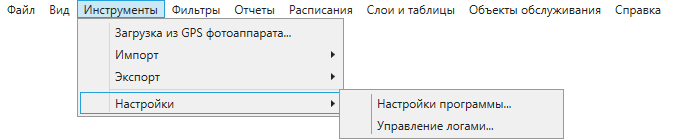 Файл Вид Инструменты Фильтры Отчеты Расписания Слои и таблицы Объекты обслуживания Справка
Загрузка из GPS фотоаппарата...
Импорт
Экспорт
Настройки
Настройки программы...
Управление логами...